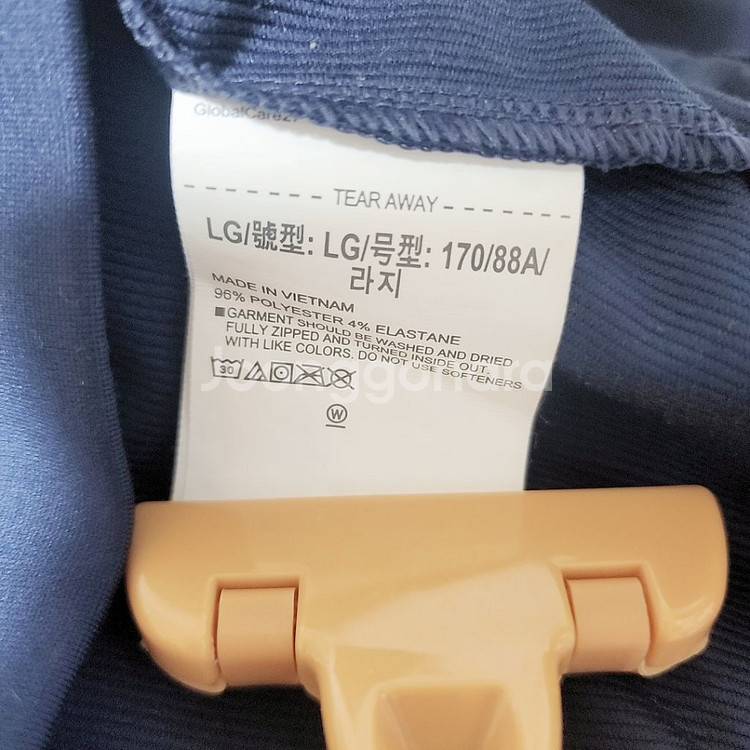 GlobalCare27
TEAR AWAY
LG/號型: LG/号型: 170/88A/
라지
MADE IN VIETNAM
96% POLYESTER 4% ELASTANE
■GARMENT SHOULD BE WASHED AND DRIED
FULLY ZIPPED AND TURNED INSIDE OUT.
WITH LIKE COLORS. DO NOT USE SOFTENERS
30
Joonggonara
W